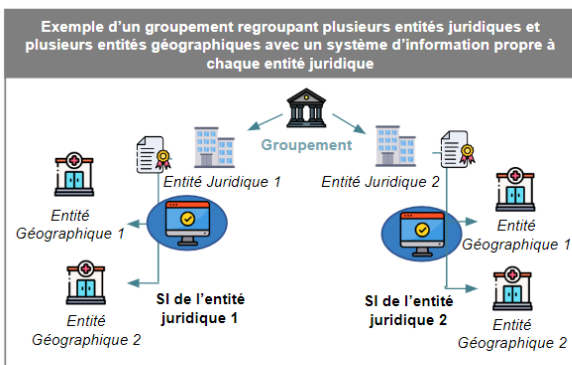 Exemple d’un groupement regroupant plusieurs entités juridiques et
plusieurs entités géographiques avec un système d’information propre à
chaque entité juridique
Groupement
Entité Juridique 1
Entité Juridique 2
Entité
Géographique 1
Entité
Géographique 2
SI de l’entité
juridique 1
SI de l’entité
juridique 2
Entité
Géographique 1
Entité
Géographique 2